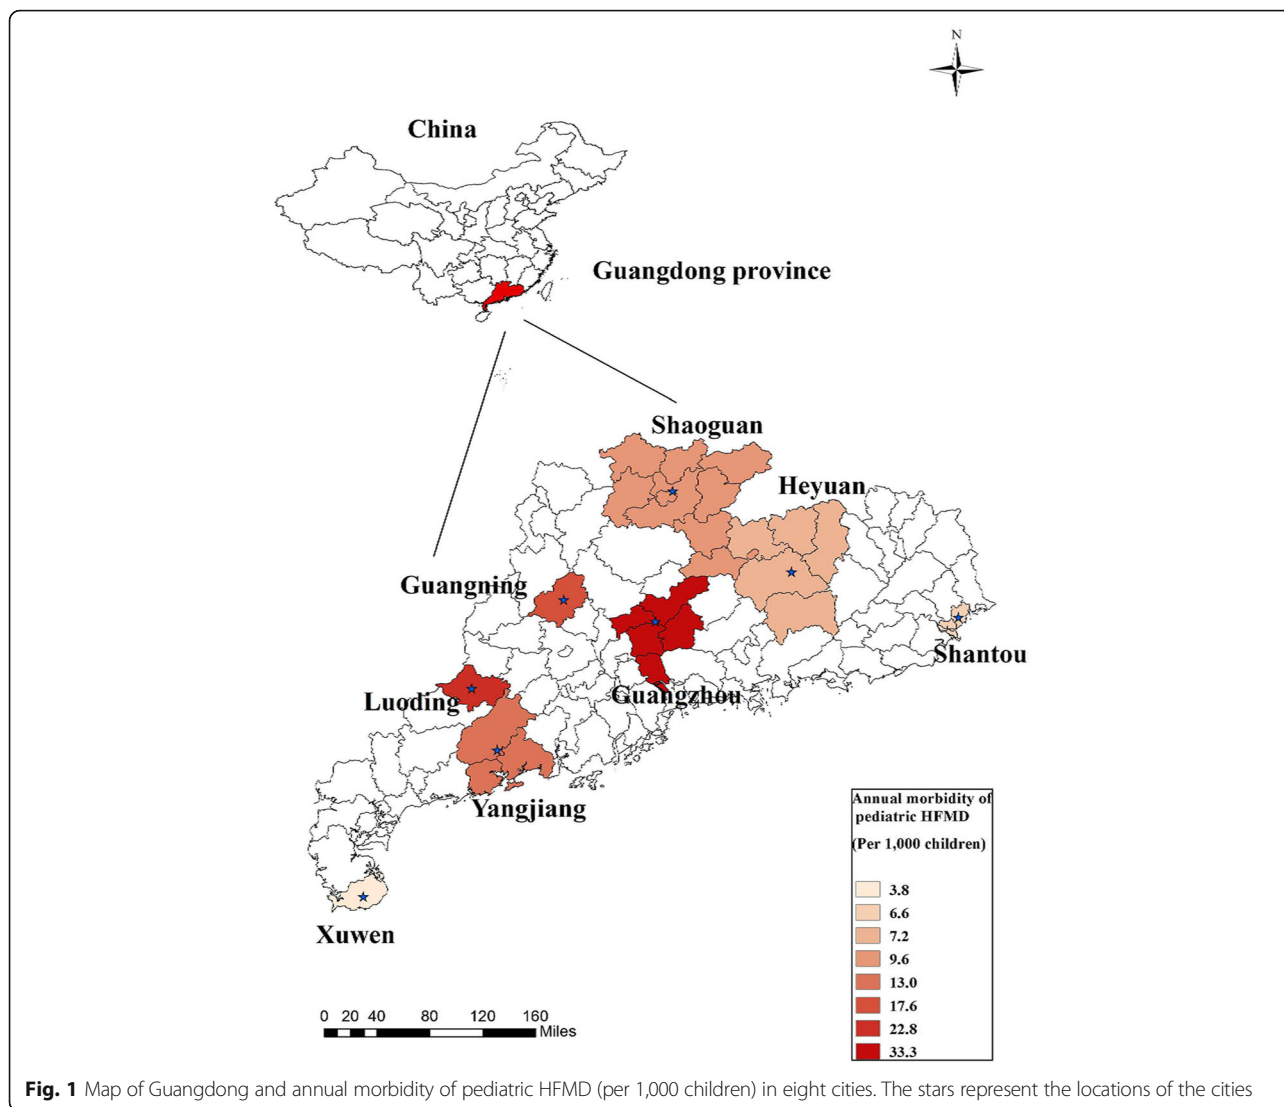 N
China
Guangdong province
Shaoguan
Heyuan
Guangning
Shantou
Luoding
Guangzhou
Yangjiang
Xuwen
Annual morbidity of
pediatric HFMD
(Per 1,000 children)
3.8
6.6
7.2
9.6
13.0
17.6
22.8
33.3
0 20 40 80 120 160
Miles
Fig. 1 Map of Guangdong and annual morbidity of pediatric HFMD (per 1,000 children) in eight cities. The stars represent the locations of the cities